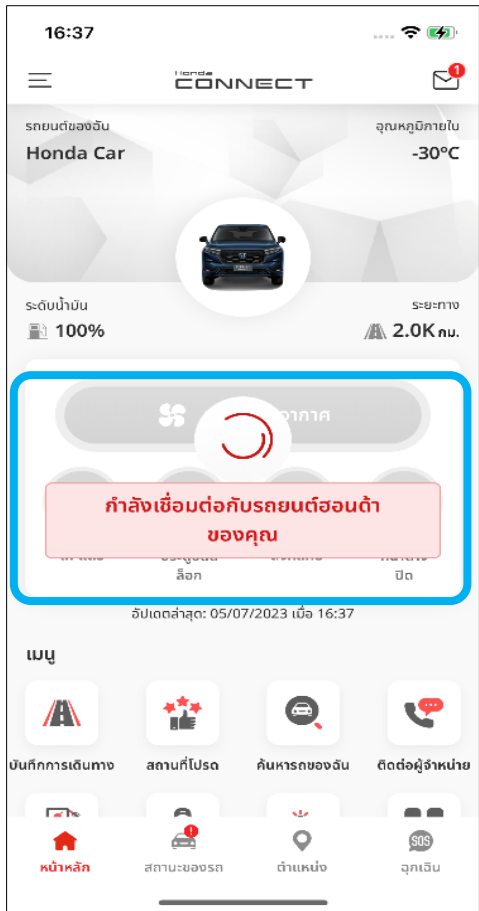 16:37
Honda
CONNECT
1
รถยนต์ของฉัน
อุณหภูมิภายใน
Honda Car
-30°C
ระดับน้ำมัน
ระยะทาง
100%
2.0K กม.
อากาศ
กำลังเชื่อมต่อกับรถยนต์ฮอนด้า
ของคุณ
ล็อก
ปิด
อัปเดตล่าสุด: 05/07/2023 เมื่อ 16:37
เมนู
บันทึกการเดินทาง
สถานที่โปรด
ค้นหารถของฉัน
ติดต่อผู้จำหน่าย
SOS
หน้าหลัก
สถานะของรถ
ตำแหน่ง
ฉุกเฉิน